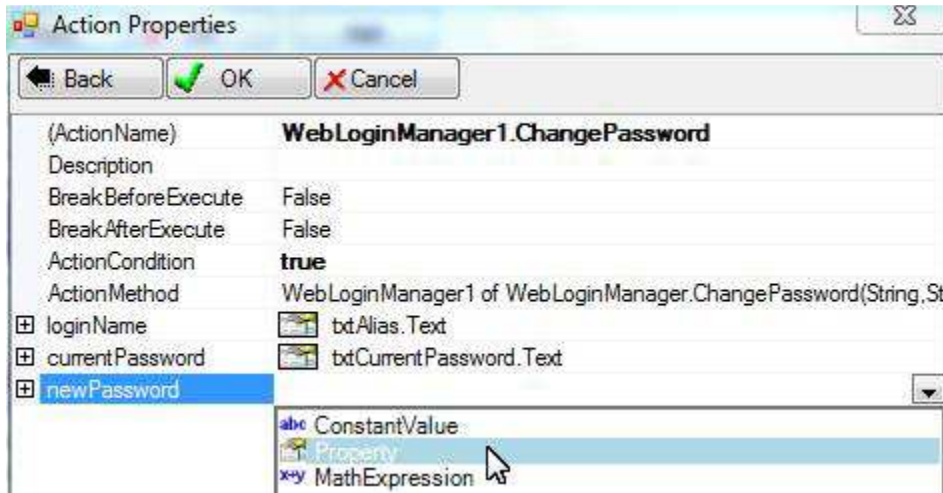 Action Properties
Back OK Cancel
(ActionName) WebLoginManager1.ChangePassword
Description
BreakBeforeExecute False
BreakAfterExecute False
ActionCondition true
ActionMethod WebLoginManager1 of WebLoginManager.ChangePassword(String,St
loginName txtAlias.Text
currentPassword txtCurrentPassword.Text
newPassword
abc ConstantValue
Property
x+y MathExpression